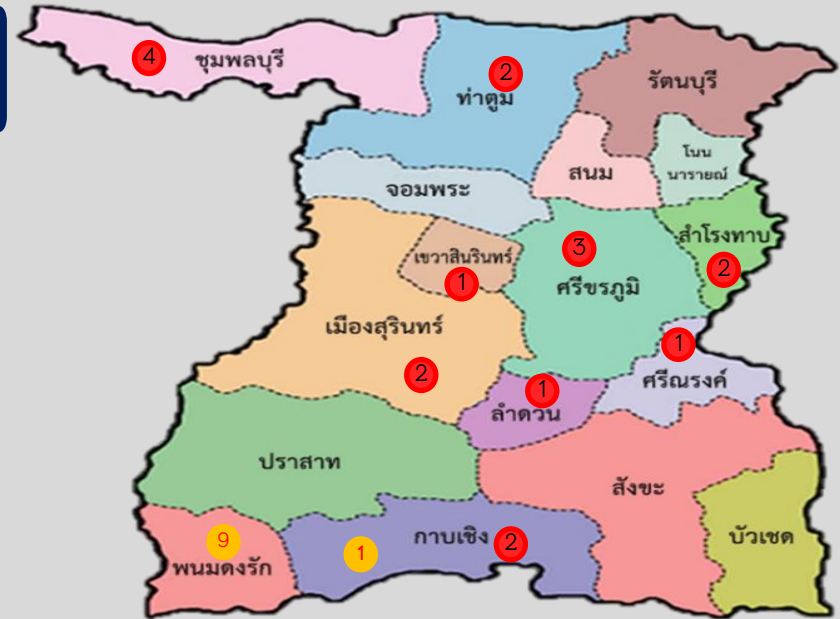 4
ชุมพลบุรี
2
ท่าตูม
รัตนบุรี
สนม
โนน
นารายณ์
จอมพระ
เขวาสินรินทร์
1
3
ศรีขรภูมิ
สำโรงทาบ
2
เมืองสุรินทร์
2
1
ศรีณรงค์
1
ลำดวน
ปราสาท
สังขะ
บัวเชด
9
พนมดงรัก
1
กาบเชิง 2